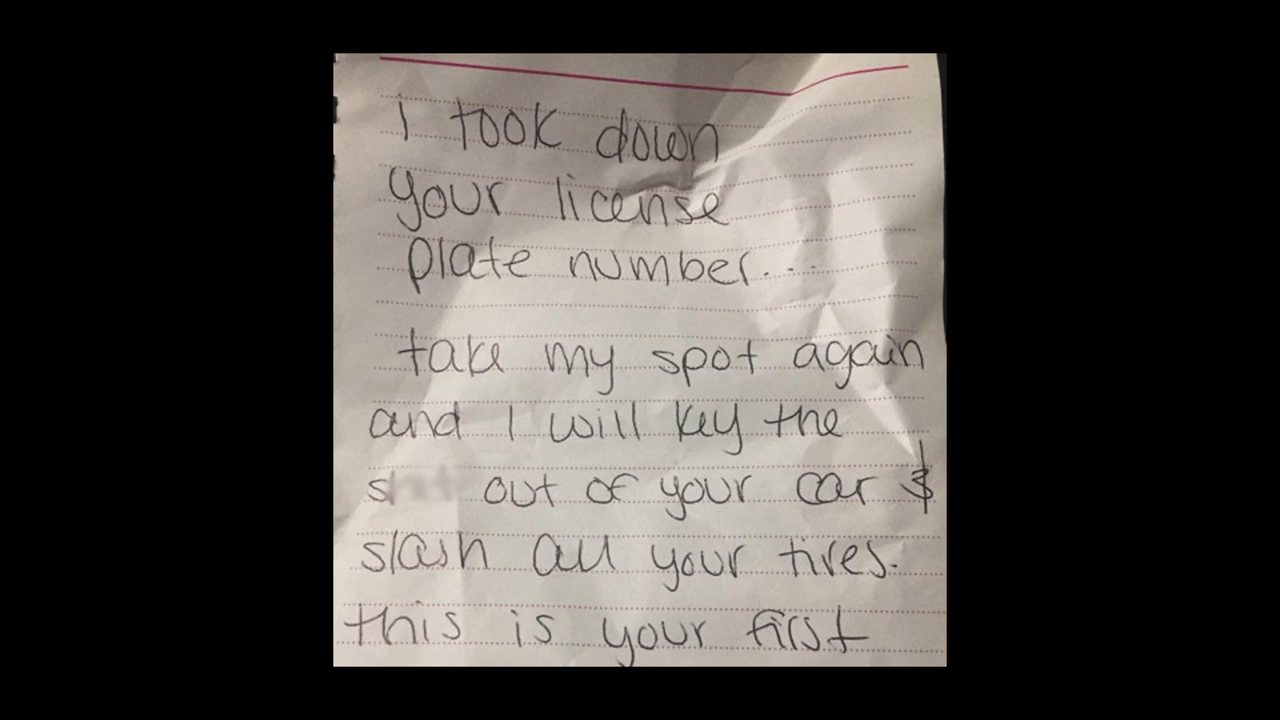 i took down
your license
plate number...
take my spot again
and I will key the
out of your car $
slash all your tires.
this is your first